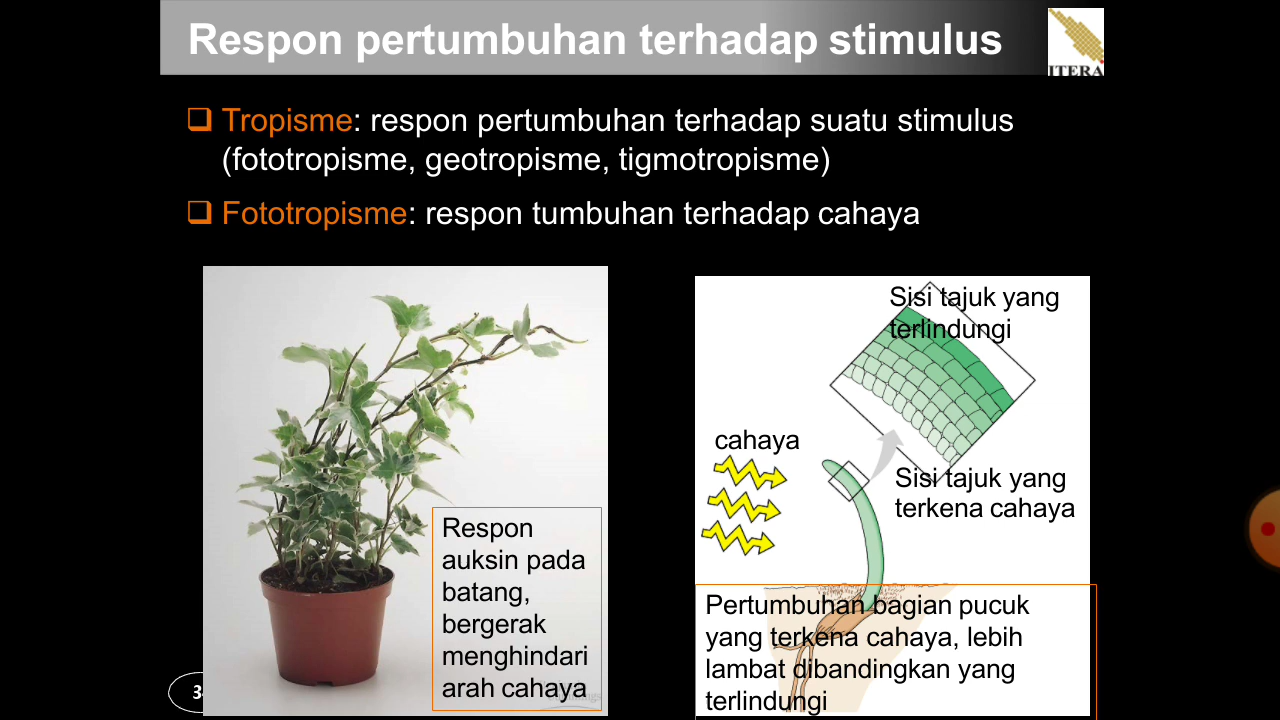 Respon pertumbuhan terhadap stimulus
ITERA
Tropisme: respon pertumbuhan terhadap suatu stimulus
(fototropisme, geotropisme, tigmotropisme)
Fototropisme: respon tumbuhan terhadap cahaya
Respon
auksin pada
batang,
bergerak
menghindari
arah cahaya
Sisi tajuk yang
terlindungi
cahaya
Sisi tajuk yang
terkena cahaya
Pertumbuhan bagian pucuk
yang terkena cahaya, lebih
lambat dibandingkan yang
terlindungi